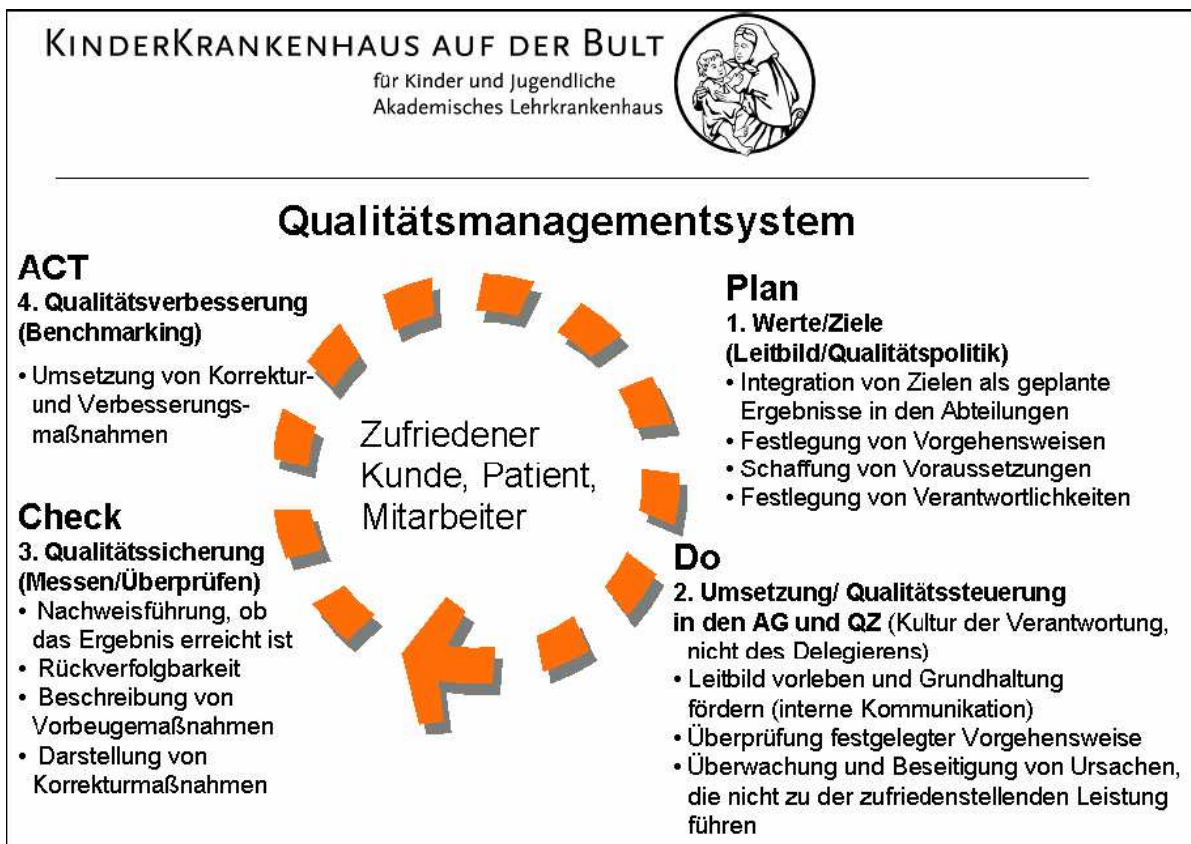 KINDERKRANKENHAUS AUF DER BULT
für Kinder und Jugendliche
Akademisches Lehrkrankenhaus
Qualitätsmanagementsystem
ACT
4. Qualitätsverbesserung
(Benchmarking)
• Umsetzung von Korrektur-
und Verbesserungs-
maßnahmen
Plan
1. Werte/Ziele
(Leitbild/Qualitätspolitik)
• Integration von Zielen als geplante
Ergebnisse in den Abteilungen
• Festlegung von Vorgehensweisen
• Schaffung von Voraussetzungen
• Festlegung von Verantwortlichkeiten
Zufriedener
Kunde, Patient,
Mitarbeiter
Check
3. Qualitätssicherung
(Messen/Überprüfen)
• Nachweisführung, ob
das Ergebnis erreicht ist
• Rückverfolgbarkeit
• Beschreibung von
Vorbeugemaßnahmen
• Darstellung von
Korrekturmaßnahmen
Do
2. Umsetzung/ Qualitätssteuerung
in den AG und QZ (Kultur der Verantwortung,
nicht des Delegierens)
• Leitbild vorleben und Grundhaltung
fördern (interne Kommunikation)
• Überprüfung festgelegter Vorgehensweise
• Überwachung und Beseitigung von Ursachen,
die nicht zu der zufriedenstellenden Leistung
führen